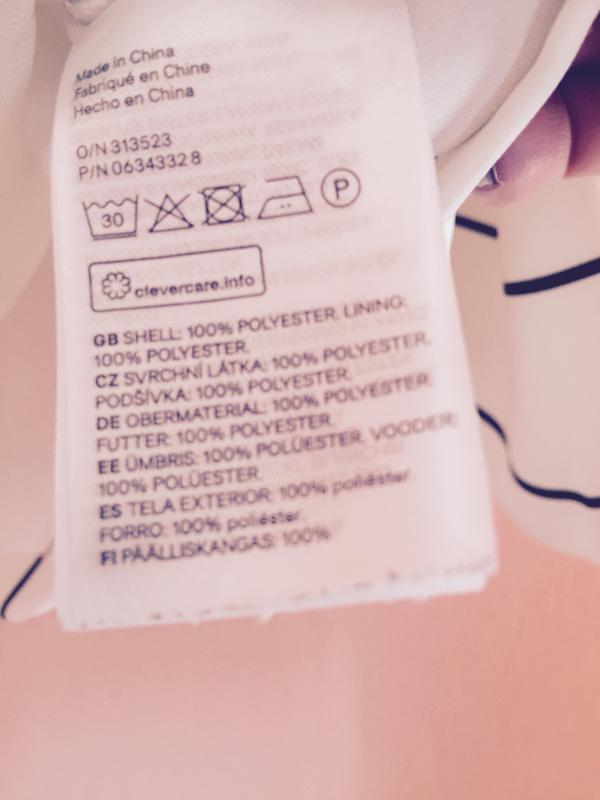 Made in China
Fabriqué en Chine
Hecho en China
O/N 313523
P/N 06343328
30
P
clevercare.info
GB SHELL: 100% POLYESTER. LINING:
100% POLYESTER.
CZ SVRCHNÍ LÁTKA: 100% POLYESTER.
PODŠÍVKA: 100% POLYESTER.
DE OBERMATERIAL: 100% POLYESTER.
FUTTER: 100% POLYESTER.
EE ÜMBRIS: 100% POLÜESTER. VOODER:
100% POLÜESTER.
ES TELA EXTERIOR: 100% poliéster.
FORRO: 100% poliéster.
FI PÄÄLLISKANGAS: 100%